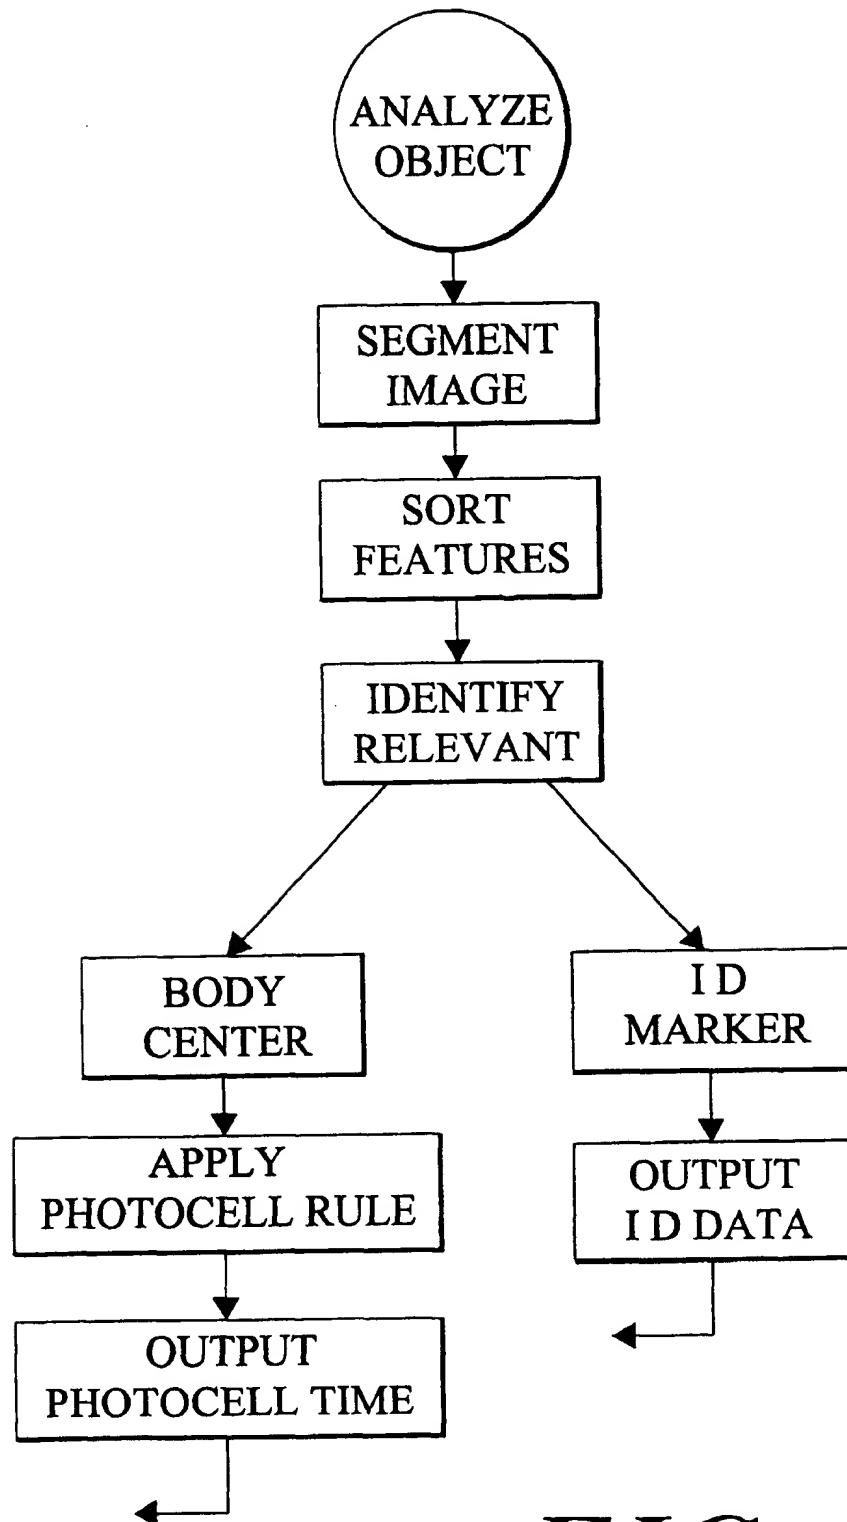 ANALYZE
OBJECT
SEGMENT
IMAGE
SORT
FEATURES
IDENTIFY
RELEVANT
BODY
CENTER
APPLY
PHOTOCELL RULE
OUTPUT
PHOTOCELL TIME
I D
MARKER
OUTPUT
I D DATA